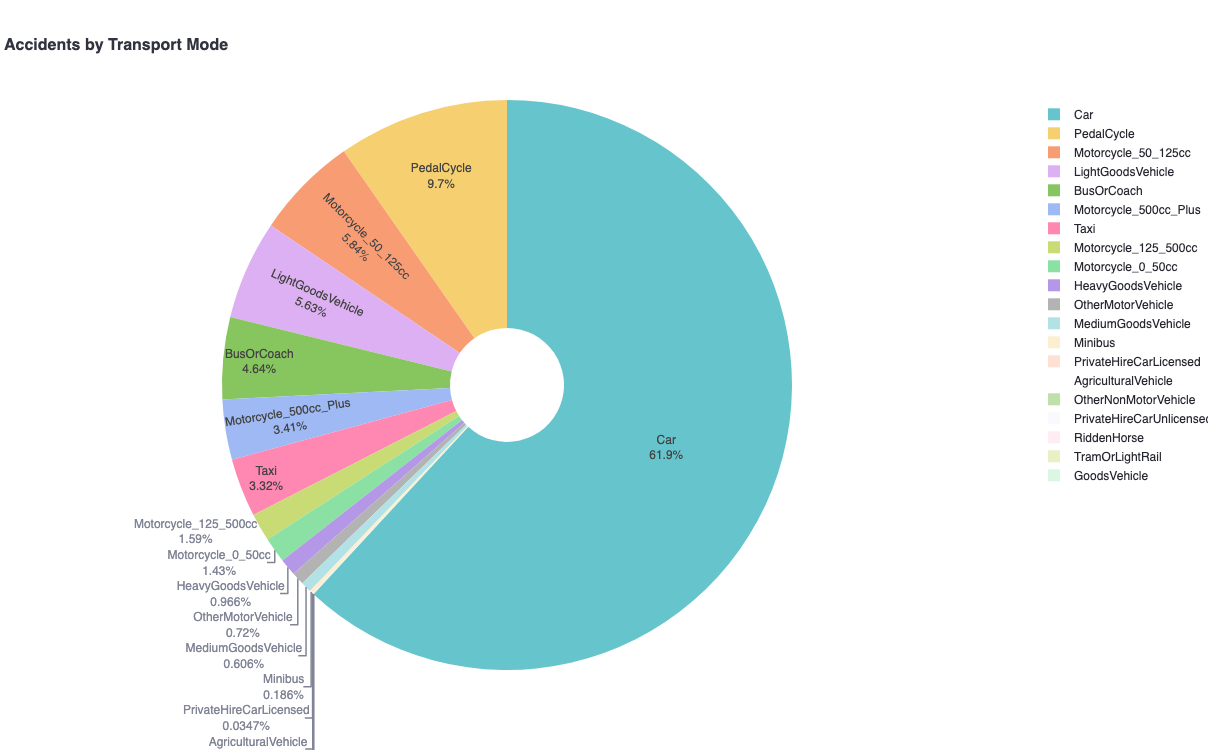 Accidents by Transport Mode
PedalCycle
9.7%
Motorcycle_50_125cc
5.84%
LightGoodsVehicle
5.63%
BusOrCoach
4.64%
Motorcycle_500cc_Plus
3.41%
Taxi
3.32%
Car
61.9%
Motorcycle_125_500cc
1.59%
Motorcycle_0_50cc
1.43%
HeavyGoodsVehicle
0.966%
OtherMotorVehicle
0.72%
MediumGoodsVehicle
0.606%
Minibus
0.186%
PrivateHireCarLicensed
0.0347%
AgriculturalVehicle
Car
PedalCycle
Motorcycle_50_125cc
LightGoodsVehicle
BusOrCoach
Motorcycle_500cc_Plus
Taxi
Motorcycle_125_500cc
Motorcycle_0_50cc
HeavyGoodsVehicle
OtherMotorVehicle
MediumGoodsVehicle
Minibus
PrivateHireCarLicensed
AgriculturalVehicle
OtherNonMotorVehicle
PrivateHireCarUnlicensec
RiddenHorse
TramOrLightRail
GoodsVehicle